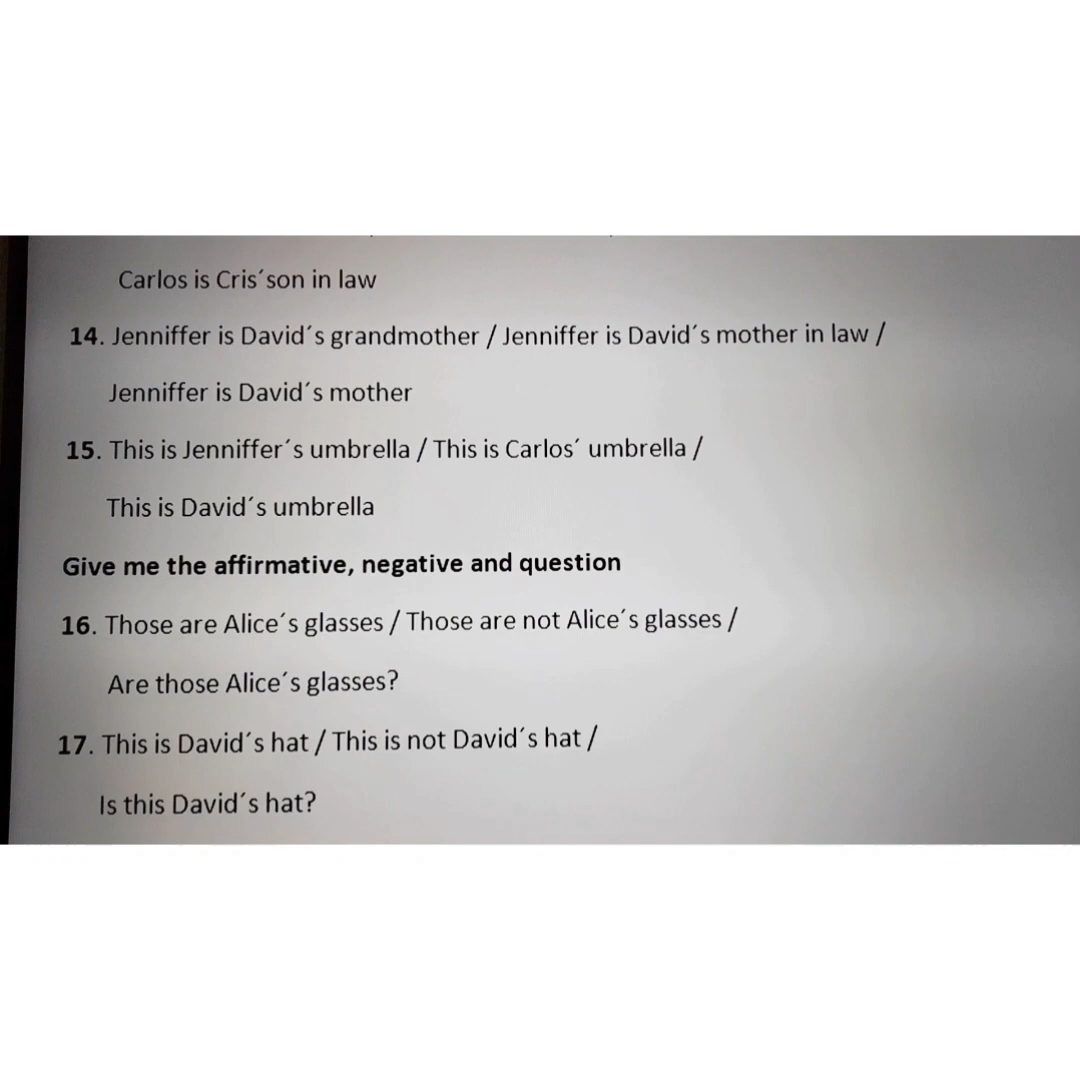 Carlos is Cris´son in law
14. Jenniffer is David´s grandmother / Jenniffer is David´s mother in law /
Jenniffer is David´s mother
15. This is Jenniffer´s umbrella / This is Carlos´ umbrella /
This is David´s umbrella
Give me the affirmative, negative and question
16. Those are Alice´s glasses / Those are not Alice´s glasses /
Are those Alice´s glasses?
17. This is David´s hat / This is not David´s hat /
Is this David´s hat?